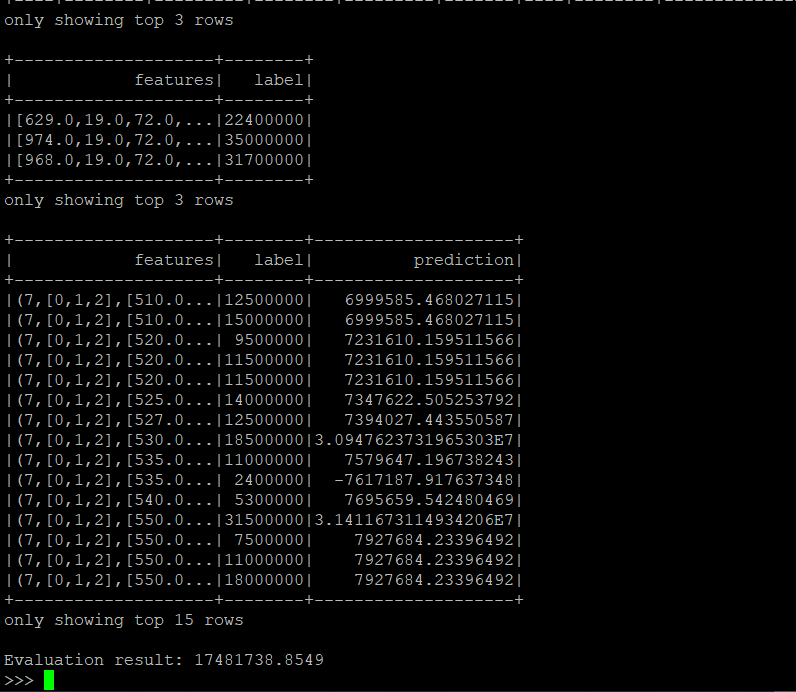 only showing top 3 rows
+--------------------+--------+
|            features|   label|
+--------------------+--------+
|[629.0,19.0,72.0,...|22400000|
|[974.0,19.0,72.0,...|35000000|
|[968.0,19.0,72.0,...|31700000|
+--------------------+--------+
only showing top 3 rows
+--------------------+--------+--------------------+
|            features|   label|          prediction|
+--------------------+--------+--------------------+
|(7,[0,1,2],[510.0...|12500000|   6999585.468027115|
|(7,[0,1,2],[510.0...|15000000|   6999585.468027115|
|(7,[0,1,2],[520.0...| 9500000|   7231610.159511566|
|(7,[0,1,2],[520.0...|11500000|   7231610.159511566|
|(7,[0,1,2],[520.0...|11500000|   7231610.159511566|
|(7,[0,1,2],[525.0...|14000000|   7347622.505253792|
|(7,[0,1,2],[527.0...|12500000|   7394027.443550587|
|(7,[0,1,2],[530.0...|18500000|3.0947623731965303E7|
|(7,[0,1,2],[535.0...|11000000|   7579647.196738243|
|(7,[0,1,2],[535.0...| 2400000|  -7617187.917637348|
|(7,[0,1,2],[540.0...| 5300000|   7695659.542480469|
|(7,[0,1,2],[550.0...|31500000|3.1411673114934206E7|
|(7,[0,1,2],[550.0...| 7500000|    7927684.23396492|
|(7,[0,1,2],[550.0...|11000000|    7927684.23396492|
|(7,[0,1,2],[550.0...|18000000|    7927684.23396492|
+--------------------+--------+--------------------+
only showing top 15 rows
Evaluation result: 17481738.8549
>>>